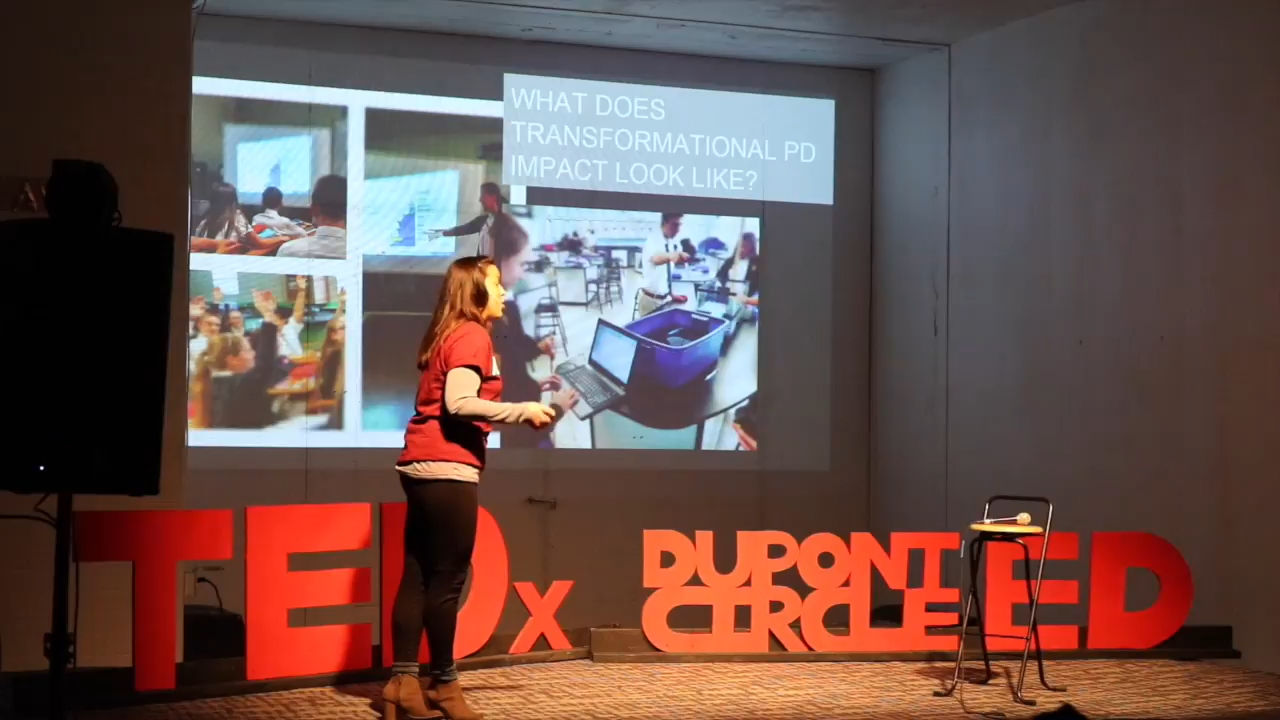 WHAT DOES
TRANSFORMATIONAL PD
IMPACT LOOK LIKE?
TEDx
DUPONT
CIRCLE
ED